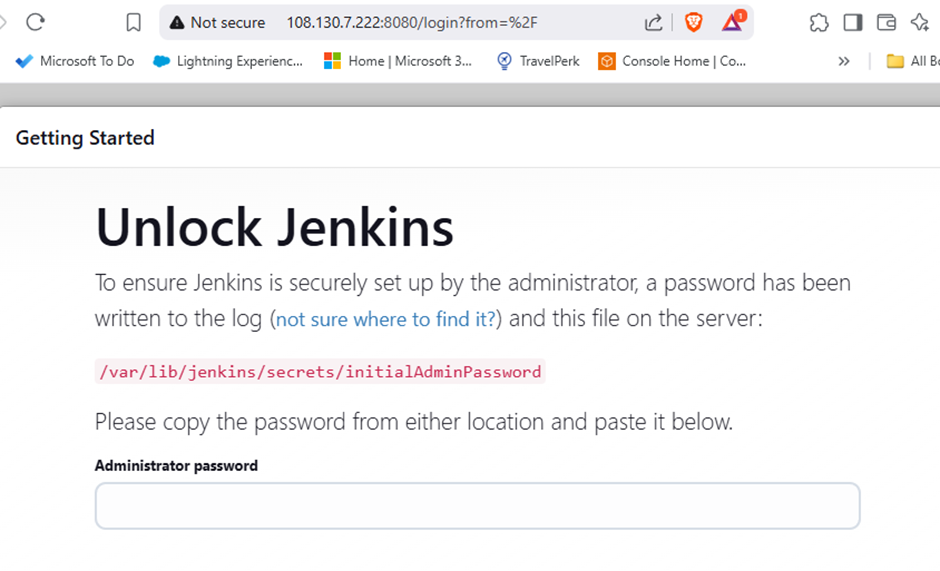 Not secure 108.130.7.222:8080/login?from=%2F 1
Microsoft To Do Lightning Experienc... Home | Microsoft 3... TravelPerk Console Home | Co... » All Bo
Getting Started
Unlock Jenkins
To ensure Jenkins is securely set up by the administrator, a password has been
written to the log (not sure where to find it?) and this file on the server:
/var/lib/jenkins/secrets/initialAdminPassword
Please copy the password from either location and paste it below.
Administrator password